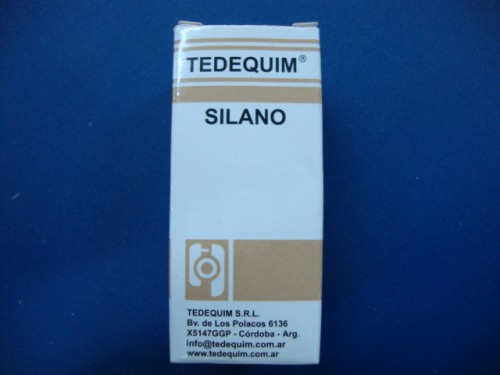 TEDEQUIM®
SILANO
TEDEQUIM S.R.L.
Bv. de Los Polacos 6136
X5147GGP - Córdoba - Arg.
info@tedequim.com.ar
www.tedequim.com.ar